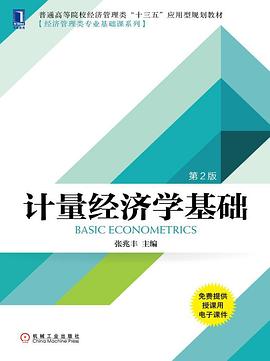 普通高等院校经济管理类“十三五”应用型规划教材
【经济管理类专业基础课系列】
第2版
计量经济学基础
BASIC ECONOMETRICS
张兆丰 主编
免费提供
授课用
电子课件
机械工业出版社
China Machine Press